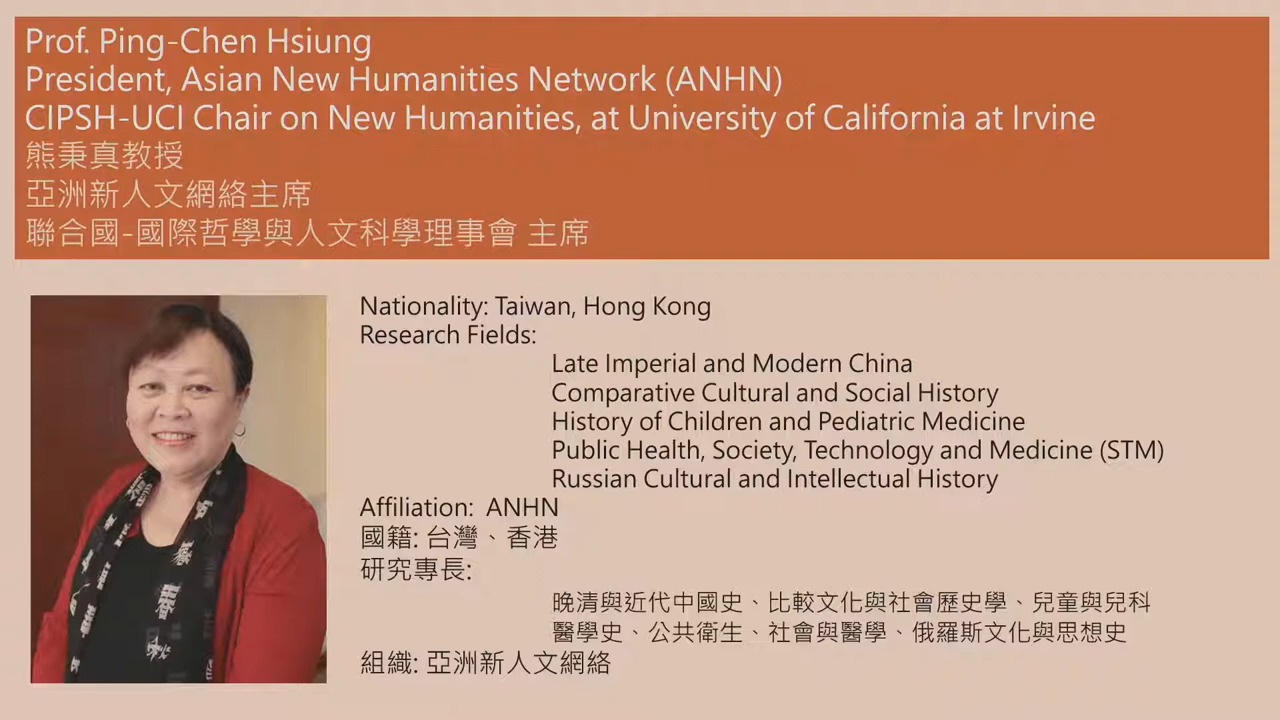 Prof. Ping-Chen Hsiung
President, Asian New Humanities Network (ANHN)
CIPSH-UCI Chair on New Humanities, at University of California at Irvine
熊秉真教授
亞洲新人文網絡主席
聯合國-國際哲學與人文科學理事會 主席
Nationality: Taiwan, Hong Kong
Research Fields:
Late Imperial and Modern China
Comparative Cultural and Social History
History of Children and Pediatric Medicine
Public Health, Society, Technology and Medicine (STM)
Russian Cultural and Intellectual History
Affiliation: ANHN
國籍: 台灣、香港
研究專長:
晚清與近代中國史、比較文化與社會歷史學、兒童與兒科
醫學史、公共衛生、社會與醫學、俄羅斯文化與思想史
組織: 亞洲新人文網絡